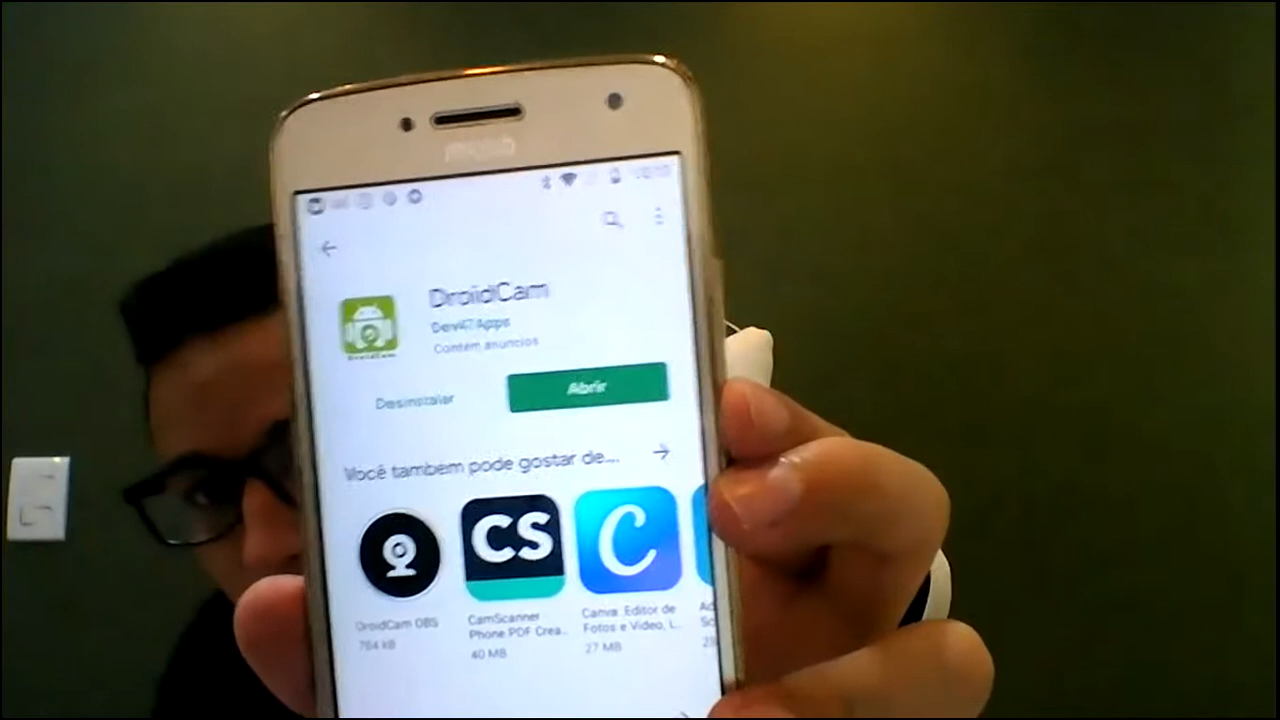 DroidCam
Dev47Apps
Contém anúncios
DroidCam
Desinstalar
Abrir
Você também pode gostar de...
CS
C
DroidCam OBS
764 kB
CamScanner
Phone PDF Crea..
40 MB
Canva: Editor de
Fotos e Vídeo, L..
27 MB